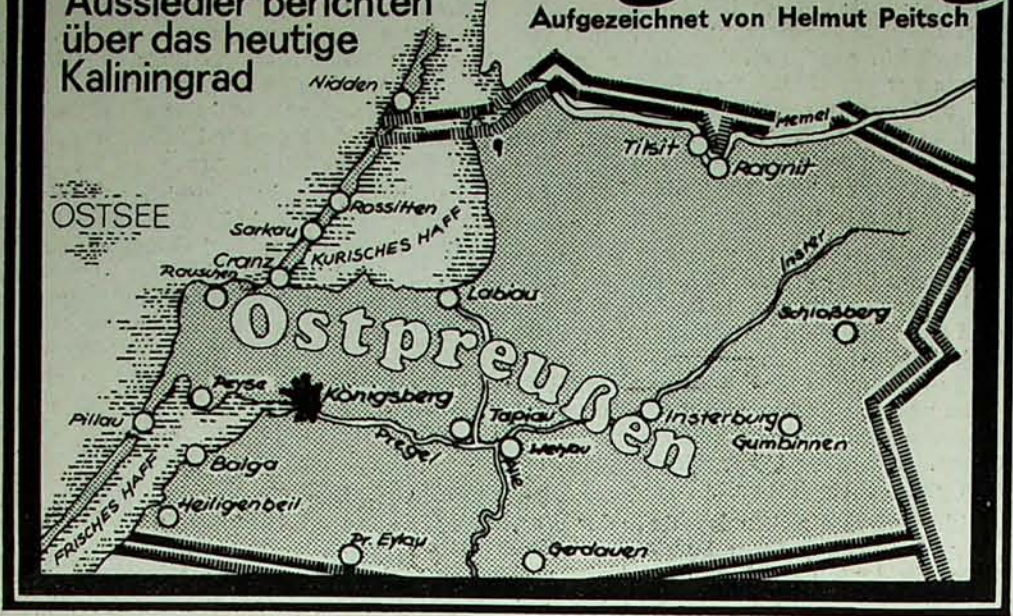 Aussiedler berichten
über das heutige
Kaliningrad
Aufgezeichnet von Helmut Peitsch
Nidden
Memel
Tilsit
Ragnit
OSTSEE
Rossitten
Sarkau
KURISCHES HAFF
Cranz
Rauschen
Labiau
Inster
Schloßberg
Ostpreußen
Peyse
Königsberg
Pillau
Tapiau
Insterburg
Pregel
Wehlau
Gumbinnen
Balga
Alle
FRISCHES HAFF
Heiligenbeil
Pr. Eylau
Gerdauen